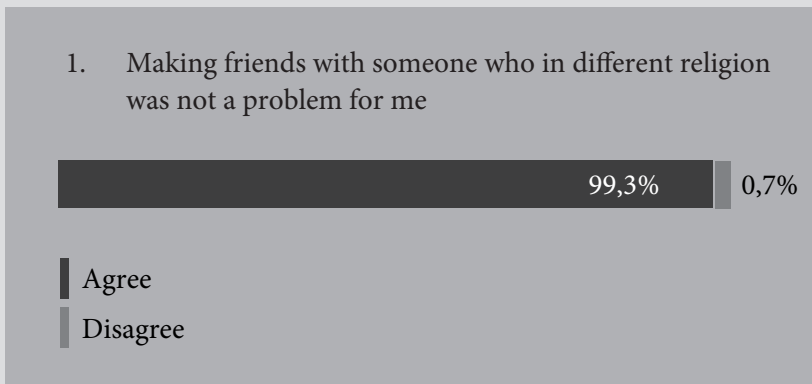 1. Making friends with someone who in different religion
was not a problem for me
99,3% 0,7%
Agree
Disagree